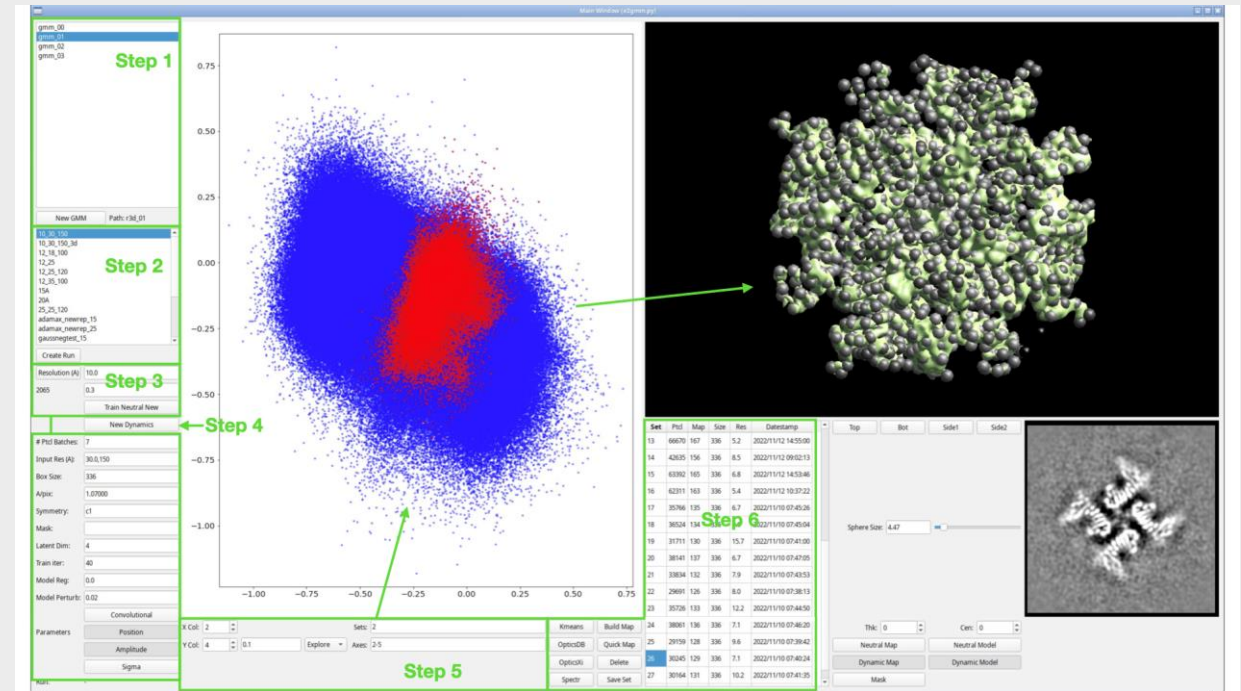 Main Window (e2gmm.py)
gmm_00
gmm_01
gmm_02
gmm_03
Step 1
New GMM Path: r3d_01
10_30_150
10_30_150_3d
12_18_100
12_25
12_25_120
12_35_100
15A
20A
25_25_120
adamax_newrep_15
adamax_newrep_25
gaussnegtest_15
Step 2
Create Run
Resolution (A) 10.0
2065 0.3
Step 3
Train Neutral New
New Dynamics
Step 4
# Ptcl Batches: 7
Input Res (A): 30.0,150
Box Size: 336
A/pix: 1.07000
Symmetry: c1
Mask:
Latent Dim: 4
Train iter: 40
Model Reg: 0.0
Model Perturb: 0.02
Convolutional
Parameters Position
Amplitude
Sigma
Run: -
0.75
0.50
0.25
0.00
−0.25
−0.50
−0.75
−1.00
−1.00 −0.75 −0.50 −0.25 0.00 0.25 0.50 0.75
X Col: 2 Sets: 2
Y Col: 4 0.1 Explore Axes: 2-5
Step 5
Kmeans Build Map
OpticsDB Quick Map
OpticsXi Delete
Spectr Save Set
Set Ptcl Map Size Res Datestamp
13 66670 167 336 5.2 2022/11/12 14:55:00
14 42635 156 336 8.5 2022/11/12 09:02:13
15 63392 165 336 6.8 2022/11/12 14:53:46
16 62311 163 336 5.4 2022/11/12 10:37:22
17 35766 135 336 6.7 2022/11/10 07:45:26
18 36524 134 2022/11/10 07:45:04
Step 6
19 31711 130 336 15.7 2022/11/10 07:41:00
20 38141 137 336 6.7 2022/11/10 07:47:05
21 33834 132 336 7.9 2022/11/10 07:43:53
22 29691 126 336 8.0 2022/11/10 07:38:13
23 35726 133 336 12.2 2022/11/10 07:44:50
24 38061 136 336 7.1 2022/11/10 07:46:20
25 29159 128 336 9.6 2022/11/10 07:39:42
26 30245 129 336 7.1 2022/11/10 07:40:24
27 30164 131 336 10.2 2022/11/10 07:41:35
Top Bot Side1 Side2
Sphere Size: 4.47
Thk: 0 Cen: 0
Neutral Map Neutral Model
Dynamic Map Dynamic Model
Mask